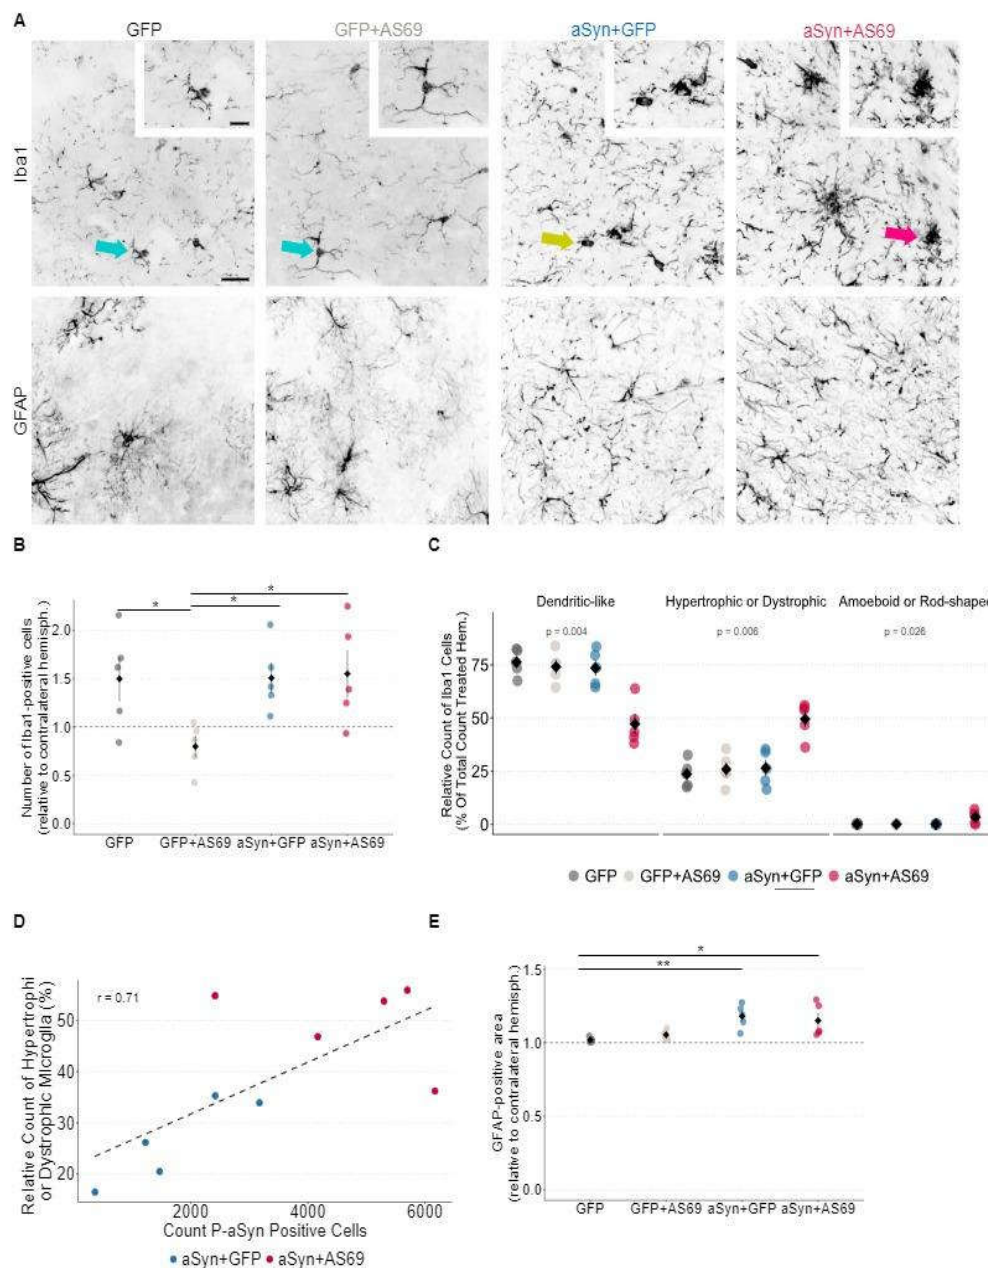 A
GFP
GFP+AS69
aSyn+GFP
aSyn+AS69
Iba1
GFAP
B
Number of Iba1-positive cells
(relative to contralateral hemisph.)
2.0
1.5
1.0
0.5
0.0
*
*
*
GFP
GFP+AS69
aSyn+GFP
aSyn+AS69
C
Relative Count of Iba1 Cells
(% Of Total Count Treated Hem.)
75
50
25
0
Dendritic-like
Hypertrophic or Dystrophic
Amoeboid or Rod-shaped
p = 0.004
p = 0.006
p = 0.026
GFP
GFP+AS69
aSyn+GFP
aSyn+AS69
D
Relative Count of Hypertrophi
or Dystrophic Microglia (%)
r = 0.71
50
40
30
20
2000
4000
6000
Count P-aSyn Positive Cells
aSyn+GFP
aSyn+AS69
E
GFAP-positive area
(relative to contralateral hemisph.)
1.5
1.0
0.5
0.0
*
**
GFP
GFP+AS69
aSyn+GFP
aSyn+AS69